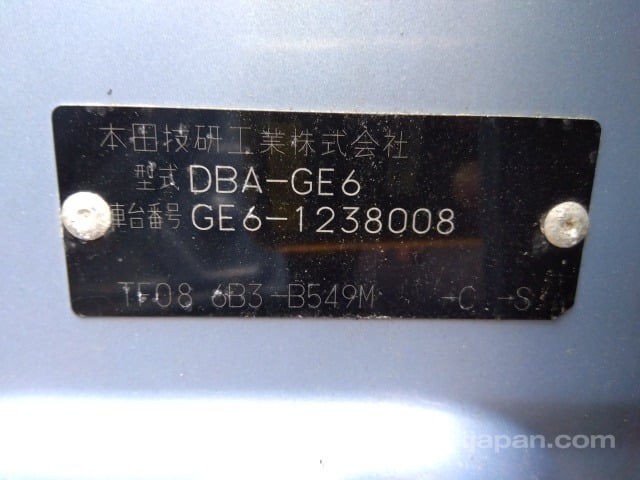 本田技研工業株式会社
型式 DBA-GE6
車台番号 GE6-1238008
TF08 6B3-B549M -C -S
japan.com